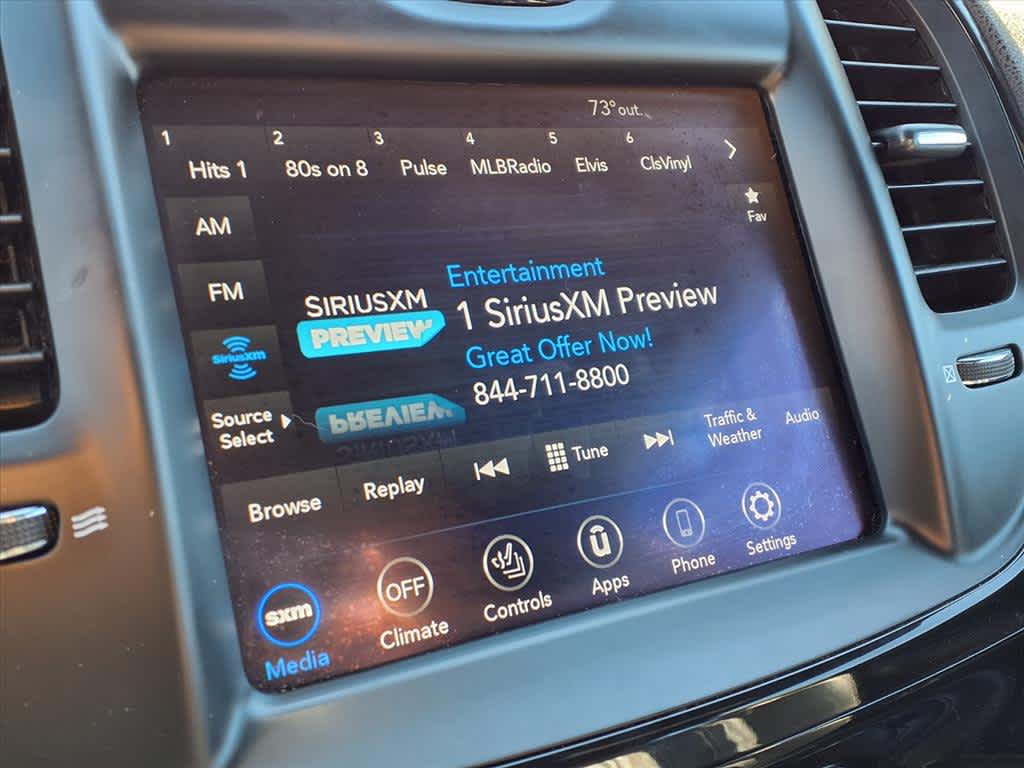 73° out.
1 2 3 4 5 6
Hits 1 80s on 8 Pulse MLBRadio Elvis ClsVinyl
Fav
AM
FM
SiriusXM
Source
Select
SIRIUSXM
PREVIEW
Entertainment
1 SiriusXM Preview
Great Offer Now!
844-711-8800
PREVIEW
SIRIUSXM
Browse Replay Tune
Traffic &
Weather
Audio
sxm
Media
OFF
Climate
Controls
Apps
Phone
Settings